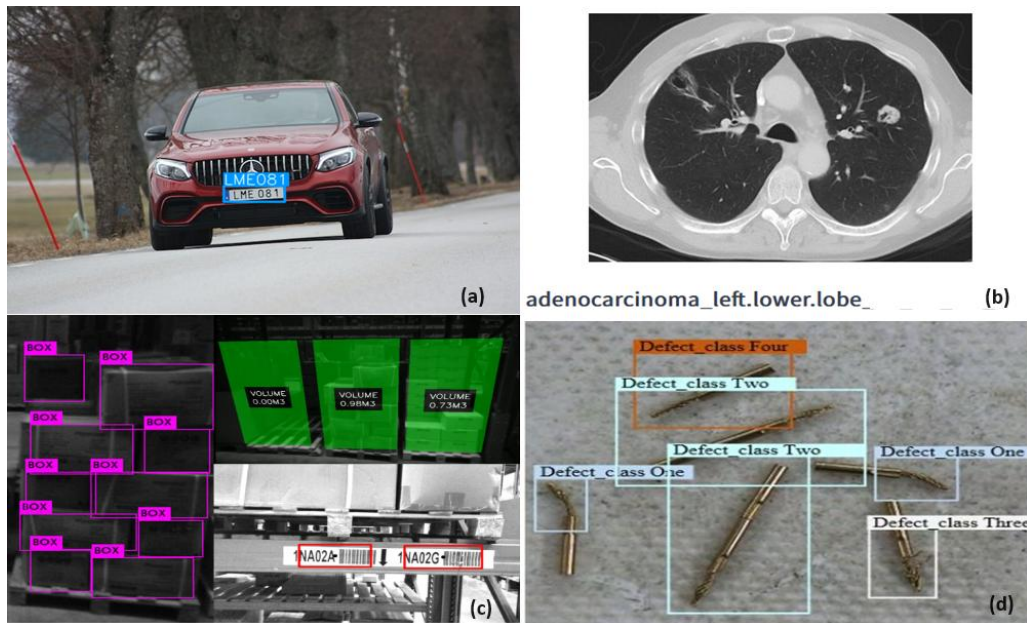 LME081
LME 081
(a)
adenocarcinoma_left.lower.lobe_
(b)
BOX
BOX
BOX
BOX
BOX
BOX
BOX
BOX
BOX
VOLUME
0.00M3
VOLUME
0.98M3
VOLUME
0.73M3
1NA02A
1NA02G
(c)
Defect_class Four
Defect_class Two
Defect_class Two
Defect_class One
Defect_class One
Defect_class Three
(d)